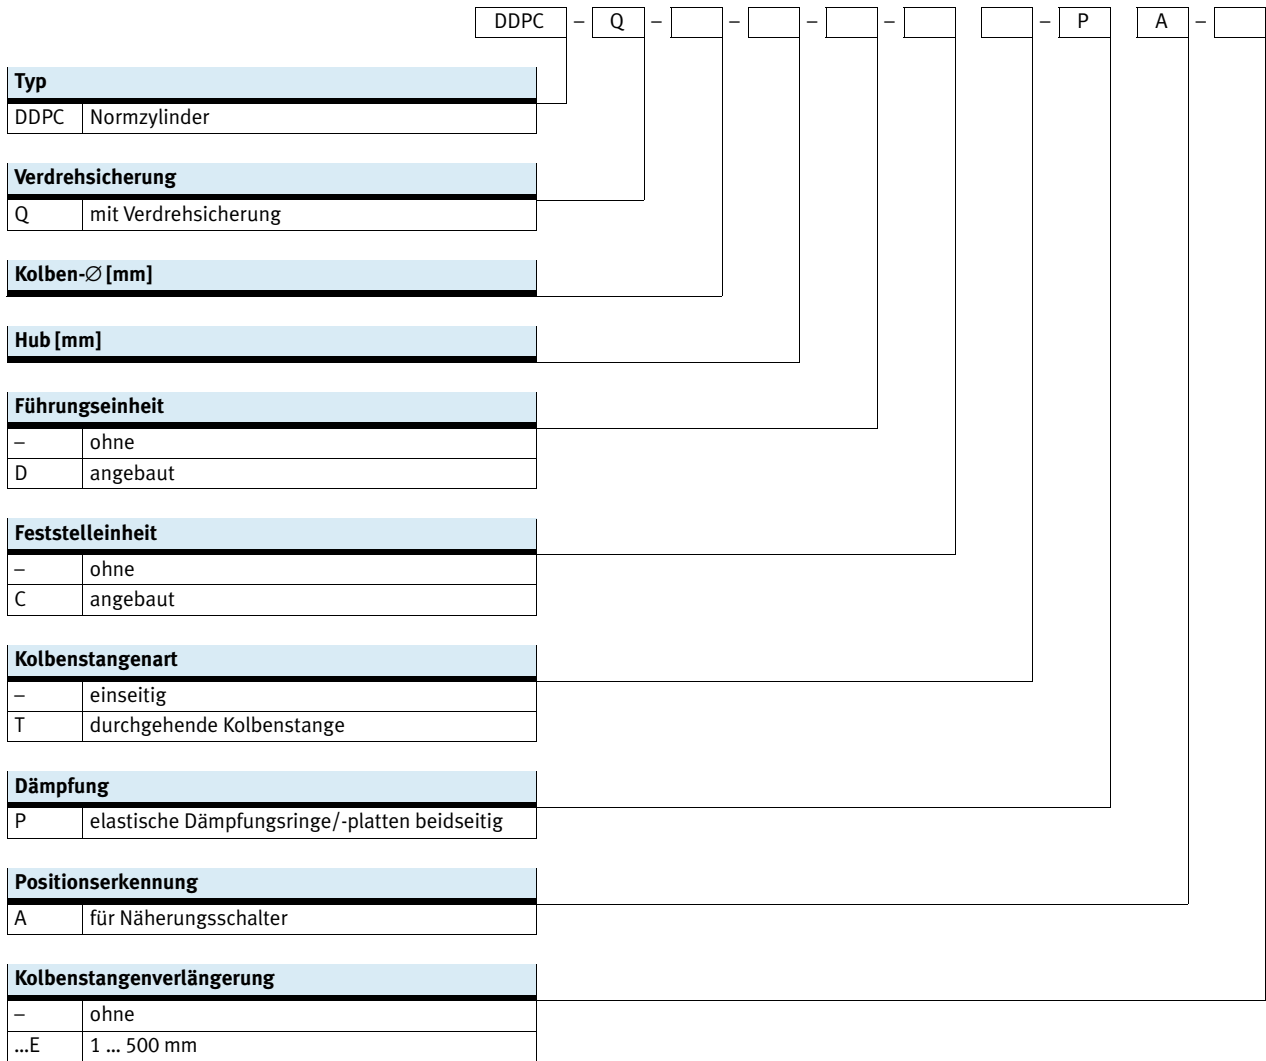 DDPC – Q – – – – – P A –
Typ
DDPC Normzylinder
Verdrehsicherung
Q mit Verdrehsicherung
Kolben-∅ [mm]
Hub [mm]
Führungseinheit
– ohne
D angebaut
Feststelleinheit
– ohne
C angebaut
Kolbenstangenart
– einseitig
T durchgehende Kolbenstange
Dämpfung
P elastische Dämpfungsringe/-platten beidseitig
Positionserkennung
A für Näherungsschalter
Kolbenstangenverlängerung
– ohne
...E 1 ... 500 mm